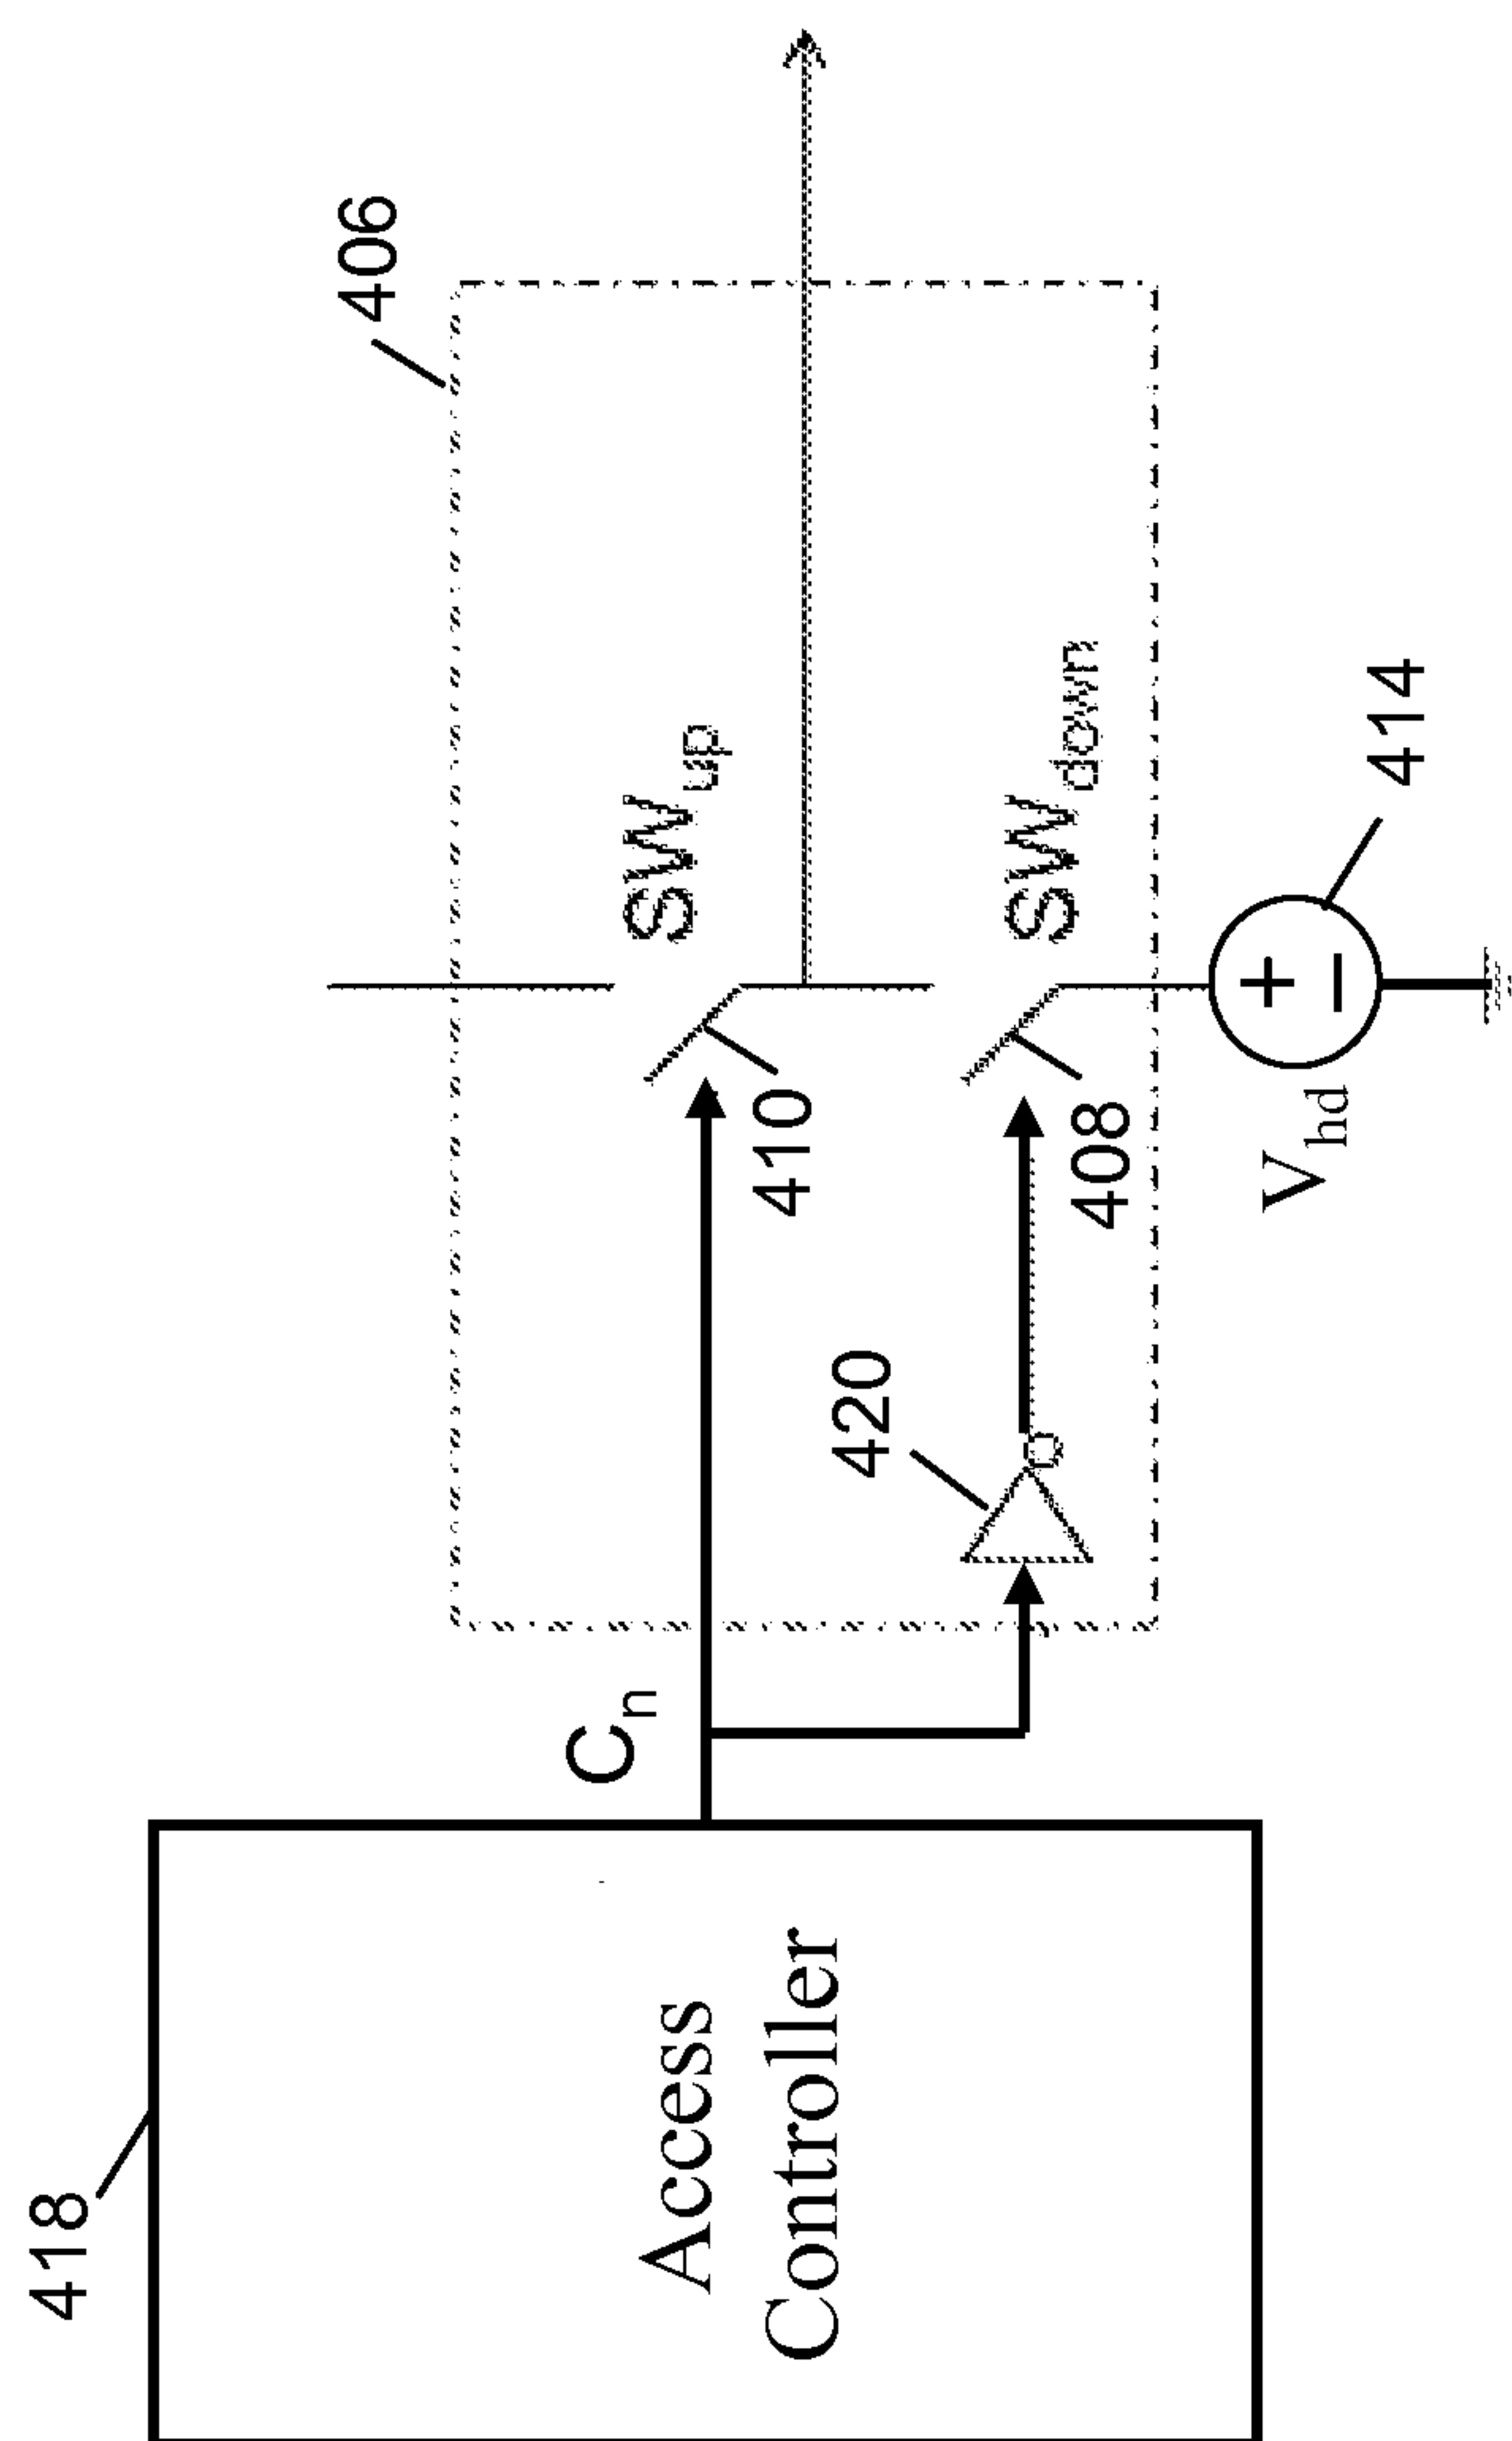 418
Access
Controller
C_n
406
420
410
408
SW_up
SW_down
V_hd
+
−
414